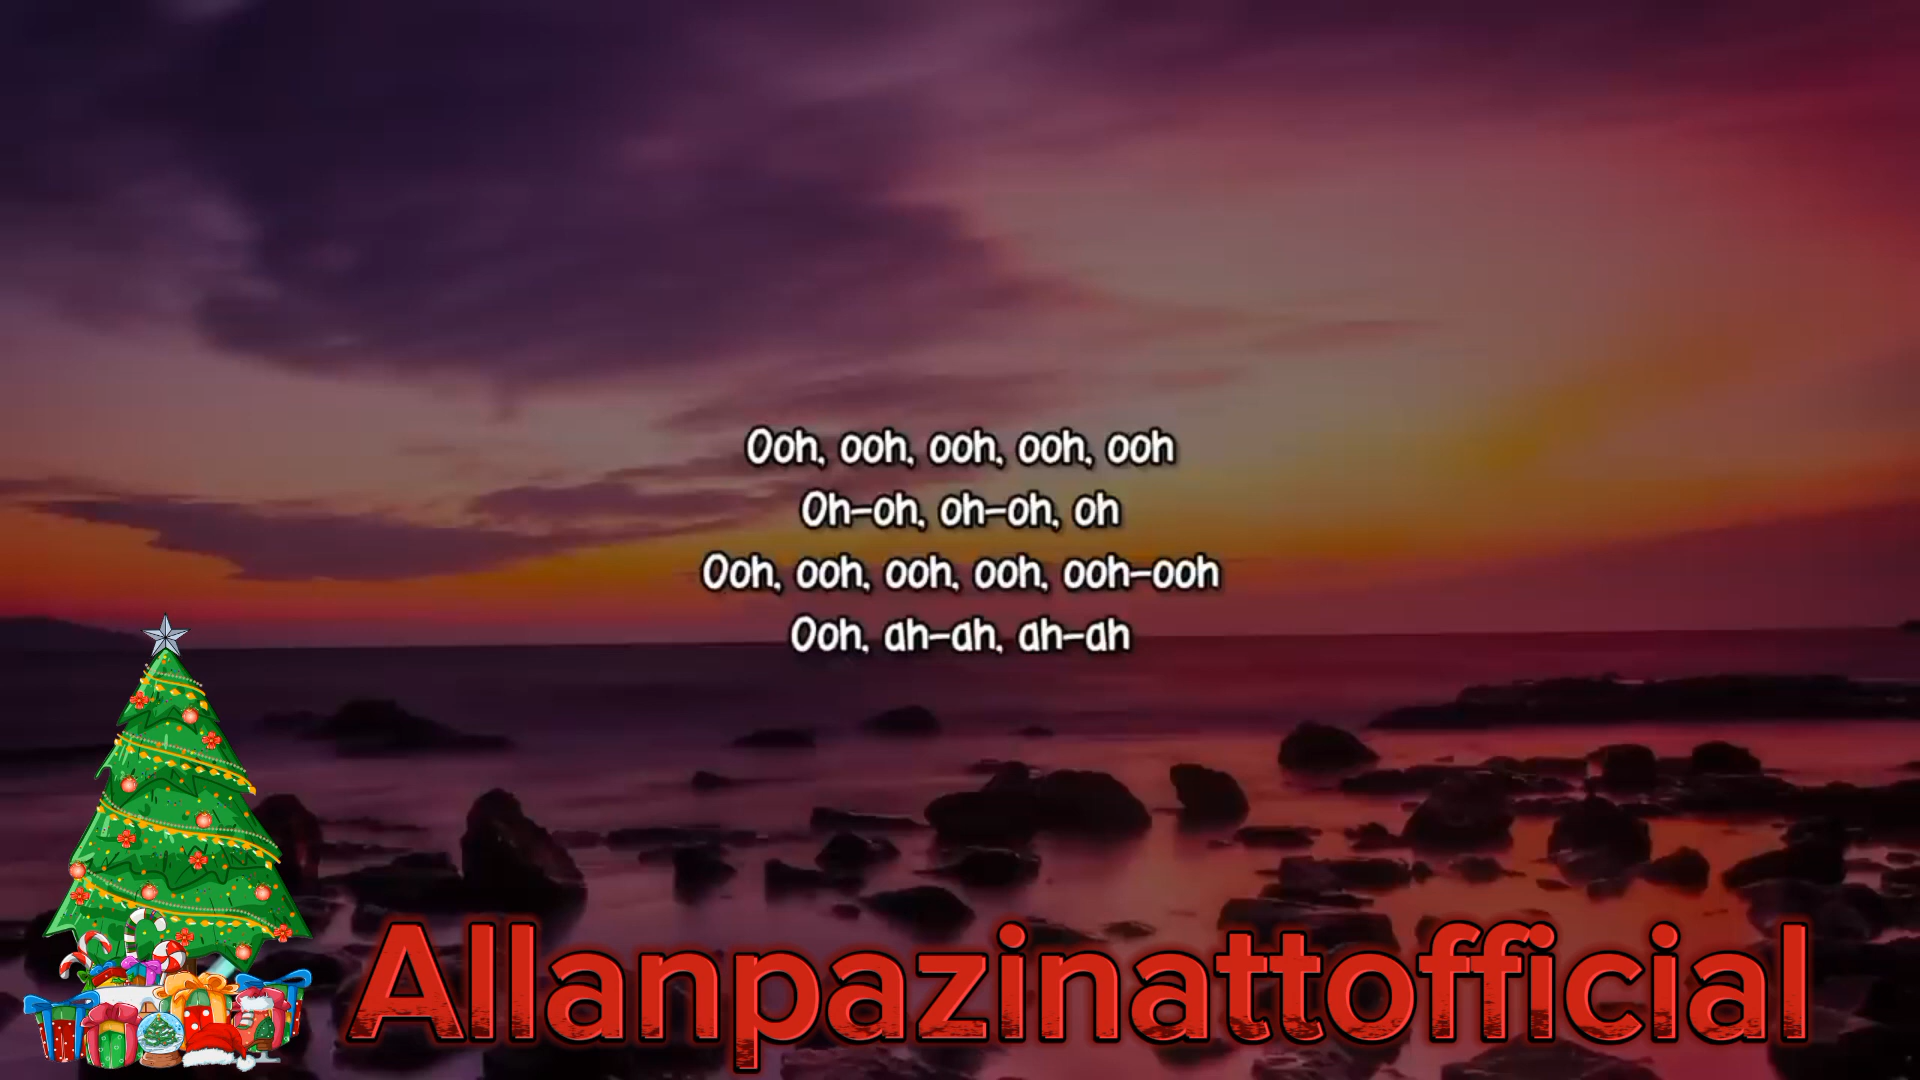 Ooh, ooh, ooh, ooh, ooh
Oh-oh, oh-oh, oh
Ooh, ooh, ooh, ooh, ooh-ooh
Ooh, ah-ah, ah-ah
Allanpazinattofficial